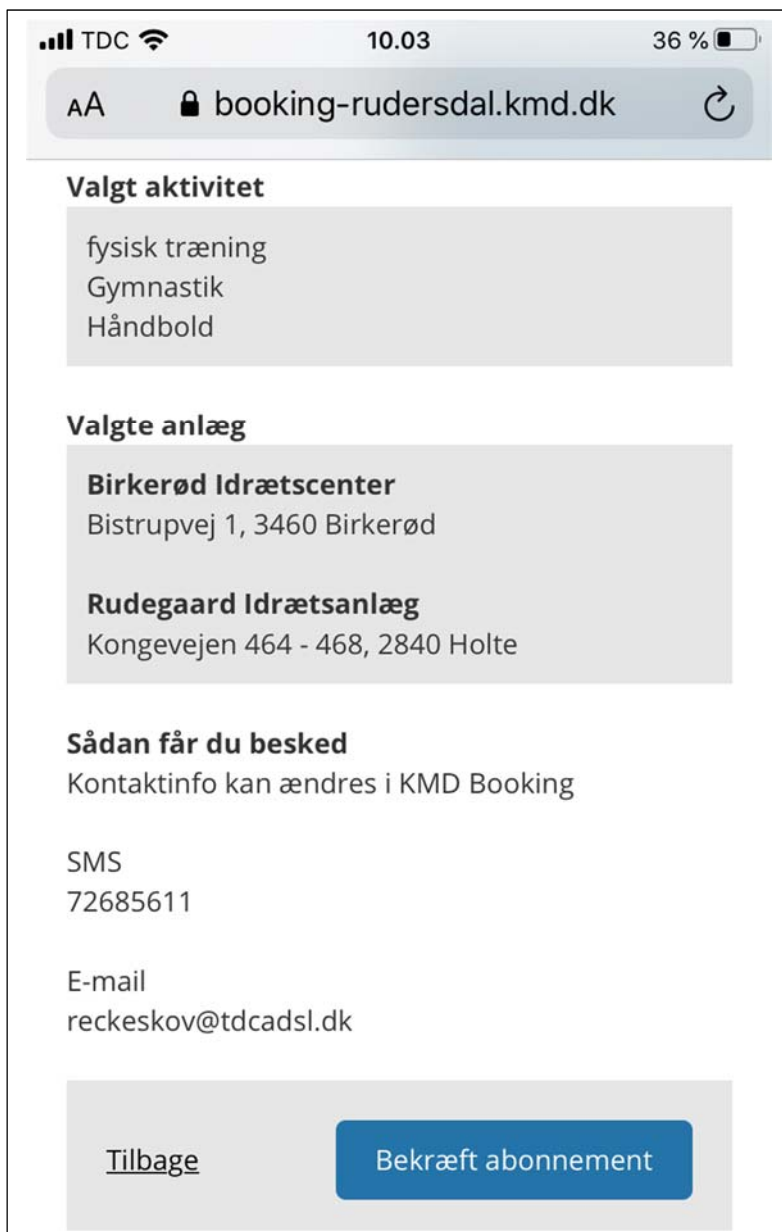 TDC
10.03
36 %
AA
booking-rudersdal.kmd.dk
Valgt aktivitet
fysisk træning
Gymnastik
Håndbold
Valgte anlæg
Birkerød Idrætscenter
Bistrupvej 1, 3460 Birkerød
Rudegaard Idrætsanlæg
Kongevejen 464 - 468, 2840 Holte
Sådan får du besked
Kontaktinfo kan ændres i KMD Booking
SMS
72685611
E-mail
reckeskov@tdcadsl.dk
Tilbage
Bekræft abonnement